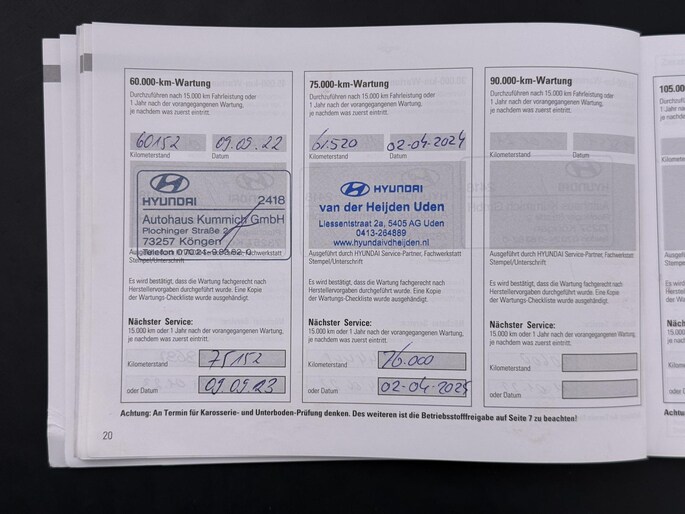 60.000-km-Wartung
Durchzuführen nach 15.000 km Fahrleistung oder
1 Jahr nach der vorangegangenen Wartung,
je nachdem was zuerst eintritt.
60152 09.09.22
Kilometerstand Datum
HYUNDAI 2418
Autohaus Kummich GmbH
Plochinger Straße 2
73257 Köngen
Ausgeführt
Fachwerkstatt
Stempel/Unterschrift
Es wird bestätigt, dass die Wartung fachgerecht nach
Herstellervorgaben durchgeführt wurde. Eine Kopie
der Wartungs-Checkliste wurde ausgehändigt.
Nächster Service:
15.000 km oder 1 Jahr nach der vorangegangenen Wartung,
je nachdem was zuerst eintritt.
Kilometerstand 75152
oder Datum 09.09.23
75.000-km-Wartung
Durchzuführen nach 15.000 km Fahrleistung oder
1 Jahr nach der vorangegangenen Wartung,
je nachdem was zuerst eintritt.
61.520 02-04-2024
Kilometerstand Datum
HYUNDAI
van der Heijden Uden
Liessentstraat 2a, 5405 AG Uden
0413-264889
www.hyundaivdheijden.nl
Ausgeführt durch HYUNDAI Service-Partner, Fachwerkstatt
Stempel/Unterschrift
Es wird bestätigt, dass die Wartung fachgerecht nach
Herstellervorgaben durchgeführt wurde. Eine Kopie
der Wartungs-Checkliste wurde ausgehändigt.
Nächster Service:
15.000 km oder 1 Jahr nach der vorangegangenen Wartung,
je nachdem was zuerst eintritt.
Kilometerstand 76.000
oder Datum 02-04-2025
90.000-km-Wartung
Durchzuführen nach 15.000 km Fahrleistung oder
1 Jahr nach der vorangegangenen Wartung,
je nachdem was zuerst eintritt.
Kilometerstand Datum
Ausgeführt durch HYUNDAI Service-Partner, Fachwerkstatt
Stempel/Unterschrift
Es wird bestätigt, dass die Wartung fachgerecht nach
Herstellervorgaben durchgeführt wurde. Eine Kopie
der Wartungs-Checkliste wurde ausgehändigt.
Nächster Service:
15.000 km oder 1 Jahr nach der vorangegangenen Wartung,
je nachdem was zuerst eintritt.
Kilometerstand
oder Datum
Achtung: An Termin für Karosserie- und Unterboden-Prüfung denken. Des weiteren ist die Betriebsstofffreigabe auf Seite 7 zu beachten!
20
105.00